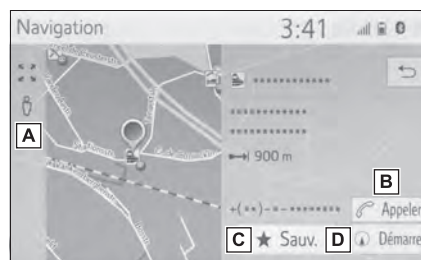 Navigation 3:41
A
900 m
B
+(**)-*-********
Appeler
C ★ Sauv. D Démarre